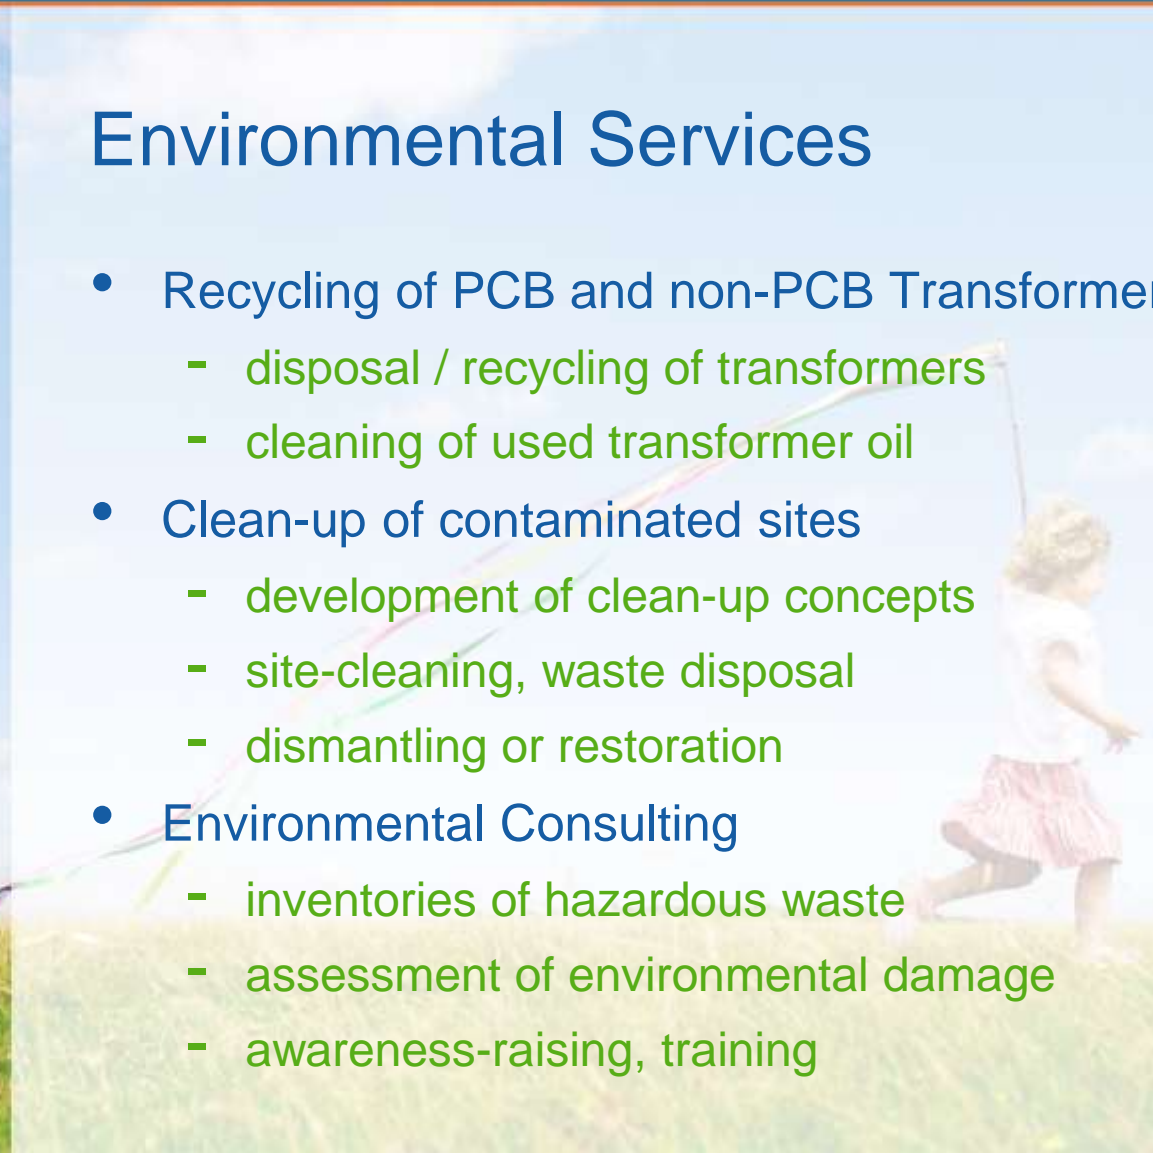 Environmental Services
• Recycling of PCB and non-PCB
- disposal / recycling of transformers
- cleaning of used transformer oil
• Clean-up of contaminated sites
- development of clean-up concepts
- site-cleaning, waste disposal
- dismantling or restoration
• Environmental Consulting
- inventories of hazardous waste
- assessment of environmental damage
- awareness-raising, training